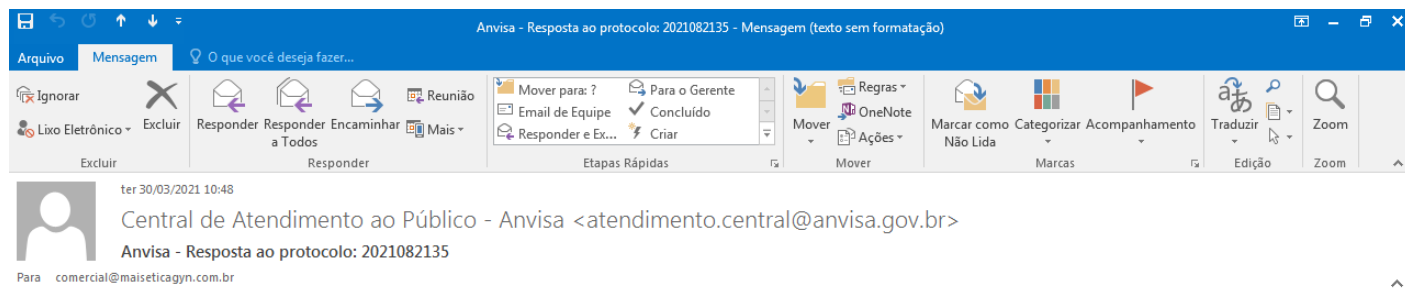 Anvisa - Resposta ao protocolo: 2021082135 - Mensagem (texto sem formatação)
Arquivo Mensagem O que você deseja fazer...
Ignorar
Lixo Eletrônico
Excluir
Excluir
Responder
Responder a Todos
Encaminhar
Reunião
Mais
Responder
Mover para: ?
Email de Equipe
Responder e Ex...
Para o Gerente
Concluído
Criar
Etapas Rápidas
Mover
Regras
OneNote
Ações
Mover
Marcar como Não Lida
Categorizar
Acompanhamento
Marcas
Traduzir
Edição
Zoom
Zoom
ter 30/03/2021 10:48
Central de Atendimento ao Público - Anvisa <atendimento.central@anvisa.gov.br>
Anvisa - Resposta ao protocolo: 2021082135
Para comercial@maiseticagyn.com.br